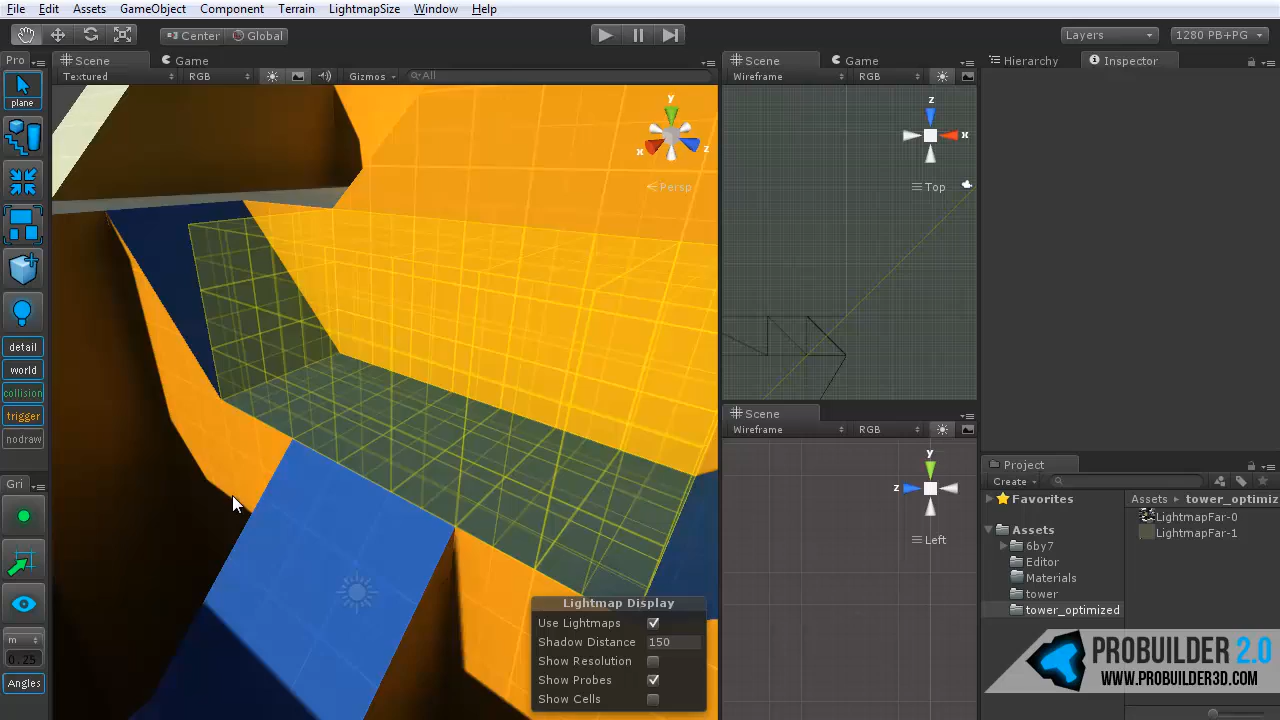 File Edit Assets GameObject Component Terrain LightmapSize Window Help
Center Global Layers 1280 PB+PG
Pro Scene Game Scene Game Hierarchy Inspector
Textured RGB Gizmos All Wireframe RGB
plane
y
x z
Persp
z
x
Top
detail
world
collision
trigger
nodraw
Scene
Wireframe RGB
y
z
Left
Gri
m
0.25
Angles
Lightmap Display
Use Lightmaps
Shadow Distance 150
Show Resolution
Show Probes
Show Cells
Project
Create
Favorites
Assets
6by7
Editor
Materials
tower
tower_optimized
Assets tower_optimiz
LightmapFar-0
LightmapFar-1
PROBUILDER 2.0
WWW.PROBUILDER3D.COM